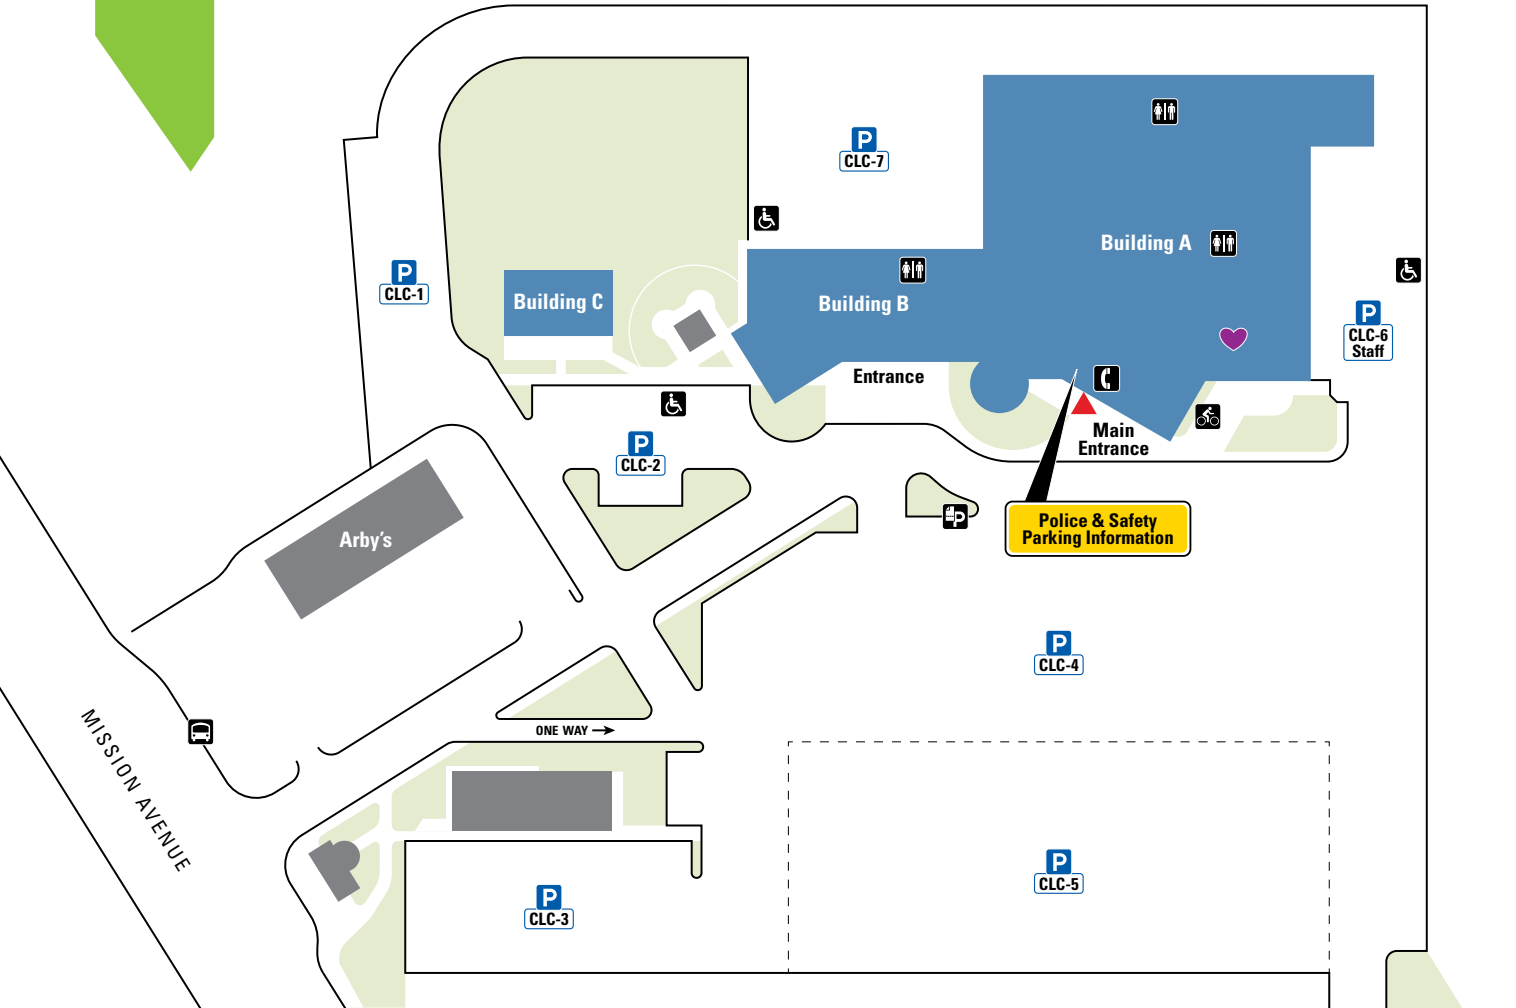 P
CLC-7
Building A
P
CLC-1
Building C
Building B
P
CLC-6
Staff
Entrance
Main
Entrance
P
CLC-2
P
Police & Safety
Parking Information
Arby's
P
CLC-4
ONE WAY
MISSION AVENUE
P
CLC-5
P
CLC-3